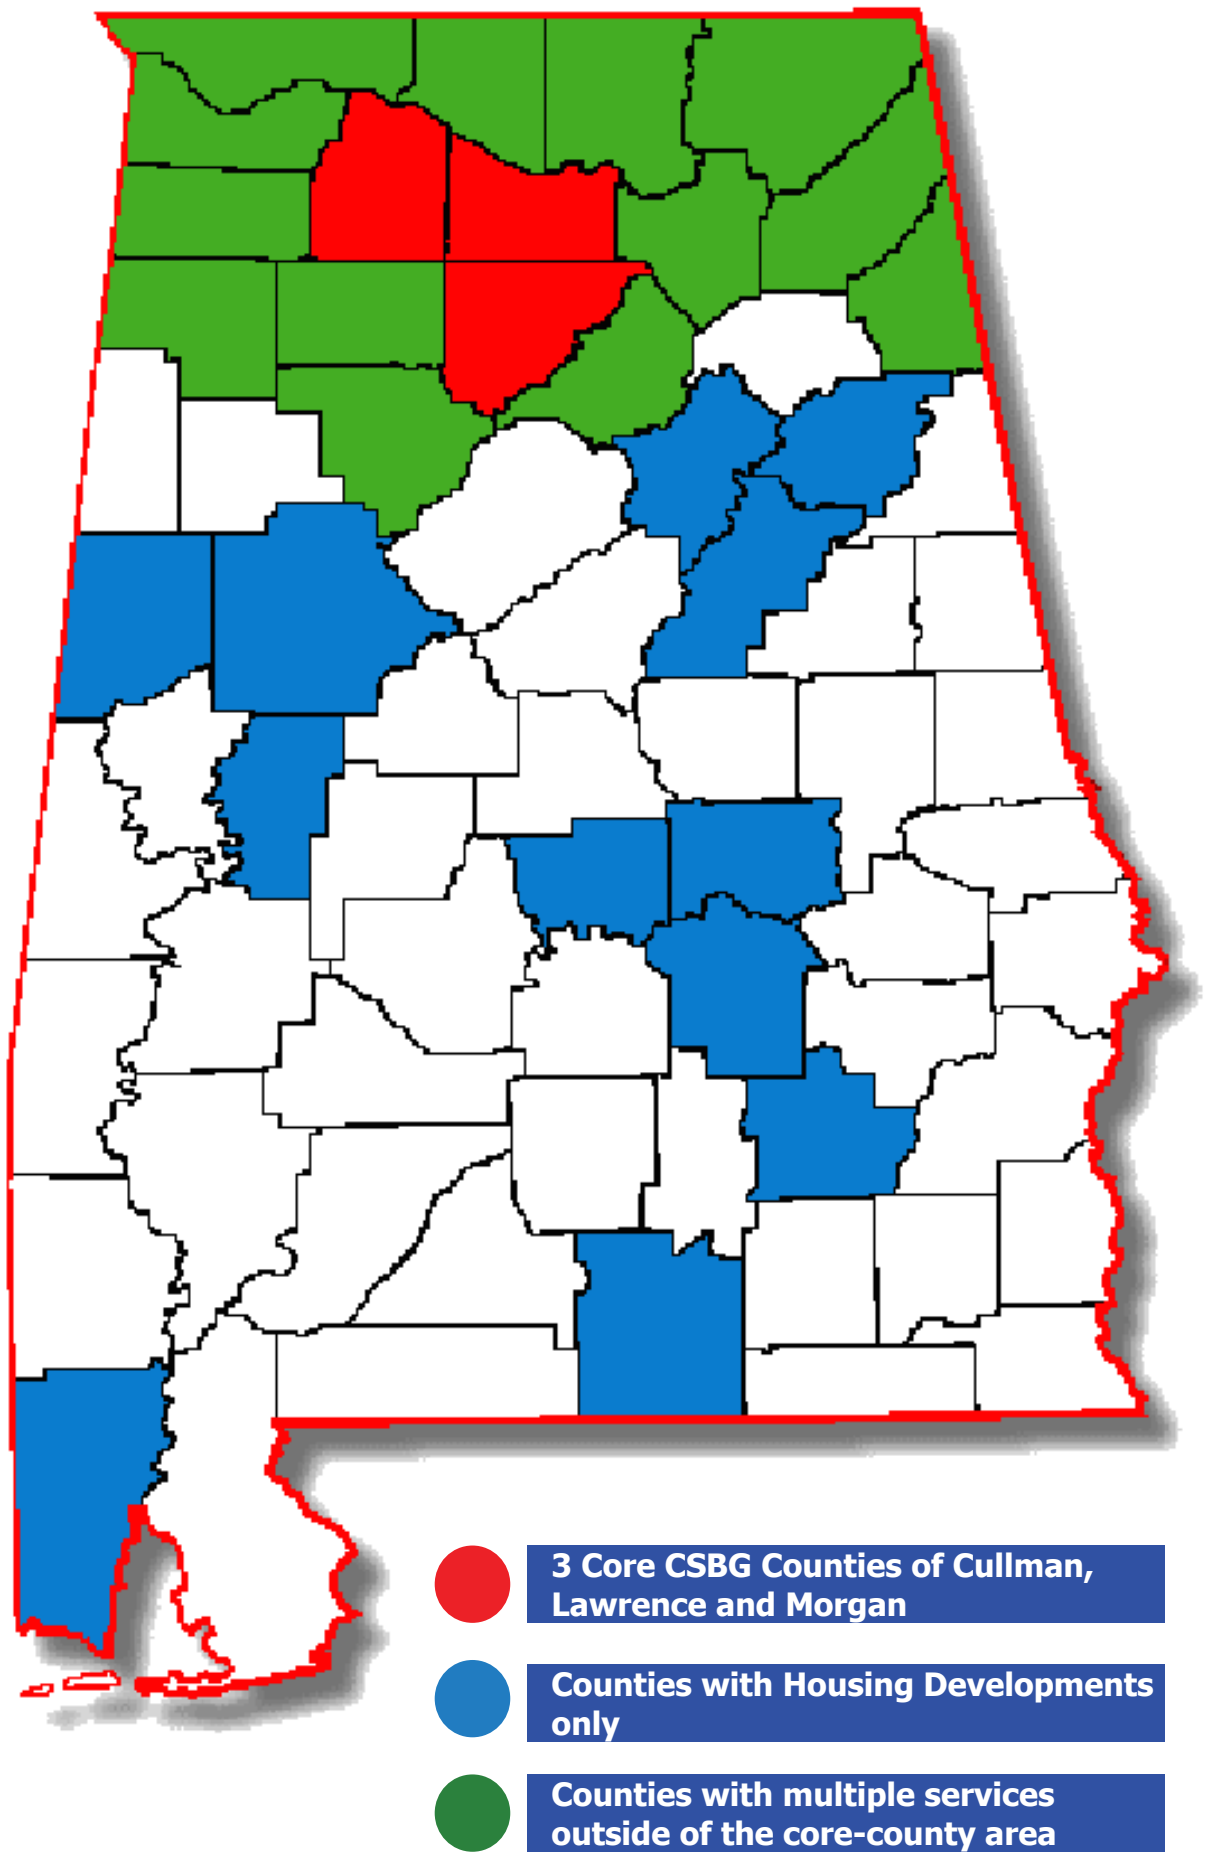 3 Core CSBG Counties of Cullman,
Lawrence and Morgan
Counties with Housing Developments
only
Counties with multiple services
outside of the core-county area